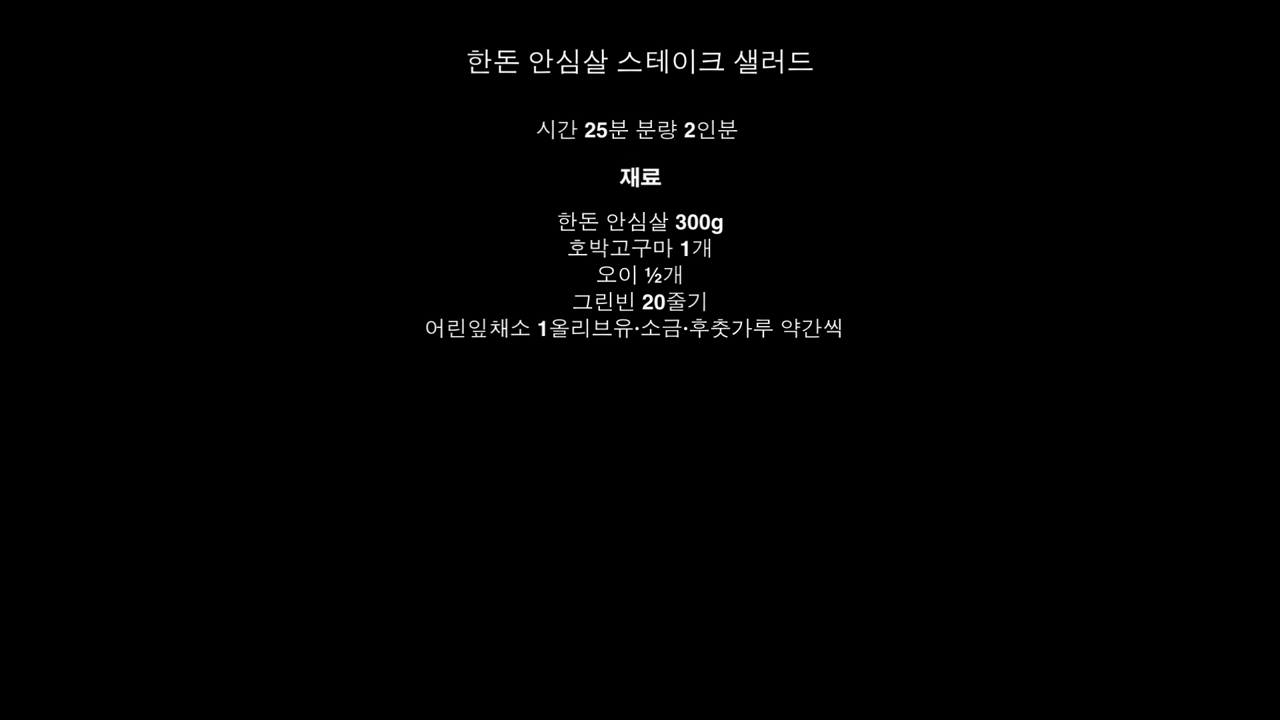 한돈 안심살 스테이크 샐러드
시간 25분 분량 2인분
재료
한돈 안심살 300g
호박고구마 1개
오이 ½개
그린빈 20줄기
어린잎채소 1올리브유·소금·후춧가루 약간씩